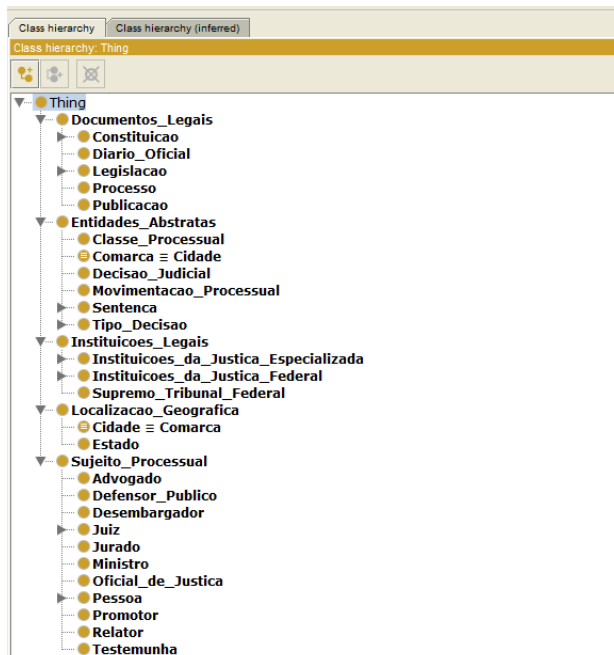 Class hierarchy Class hierarchy (inferred)
Class hierarchy: Thing
Thing
Documentos_Legais
Constituicao
Diario_Oficial
Legislacao
Processo
Publicacao
Entidades_Abstratas
Classe_Processual
Comarca ≡ Cidade
Decisao_Judicial
Movimentacao_Processual
Sentenca
Tipo_Decisao
Instituicoes_Legais
Instituicoes_da_Justica_Especializada
Instituicoes_da_Justica_Federal
Supremo_Tribunal_Federal
Localizacao_Geografica
Cidade ≡ Comarca
Estado
Sujeito_Processual
Advogado
Defensor_Publico
Desembargador
Juiz
Jurado
Ministro
Oficial_de_Justica
Pessoa
Promotor
Relator
Testemunha